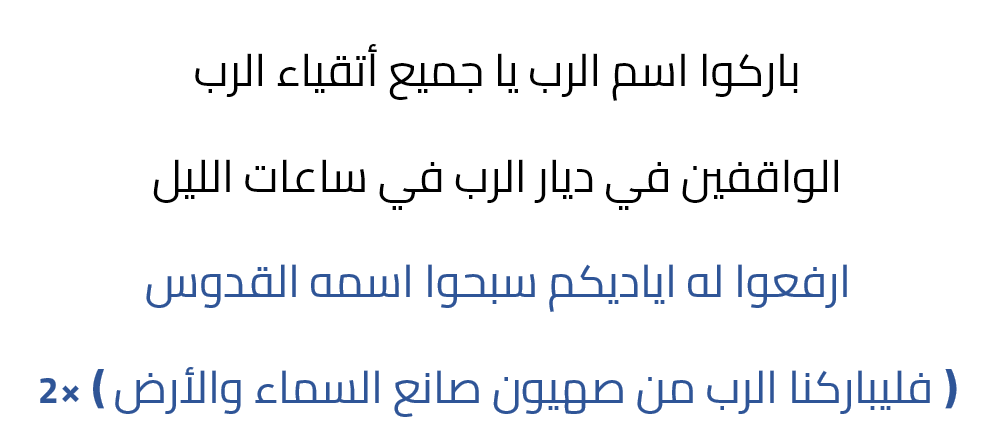 باركوا اسم الرب يا جميع أتقياء الرب
الواقفين في ديار الرب في ساعات الليل
ارفعوا له اياديكم سبحوا اسمه القدوس
( فليباركنا الرب من صهيون صانع السماء والأرض ) ×2